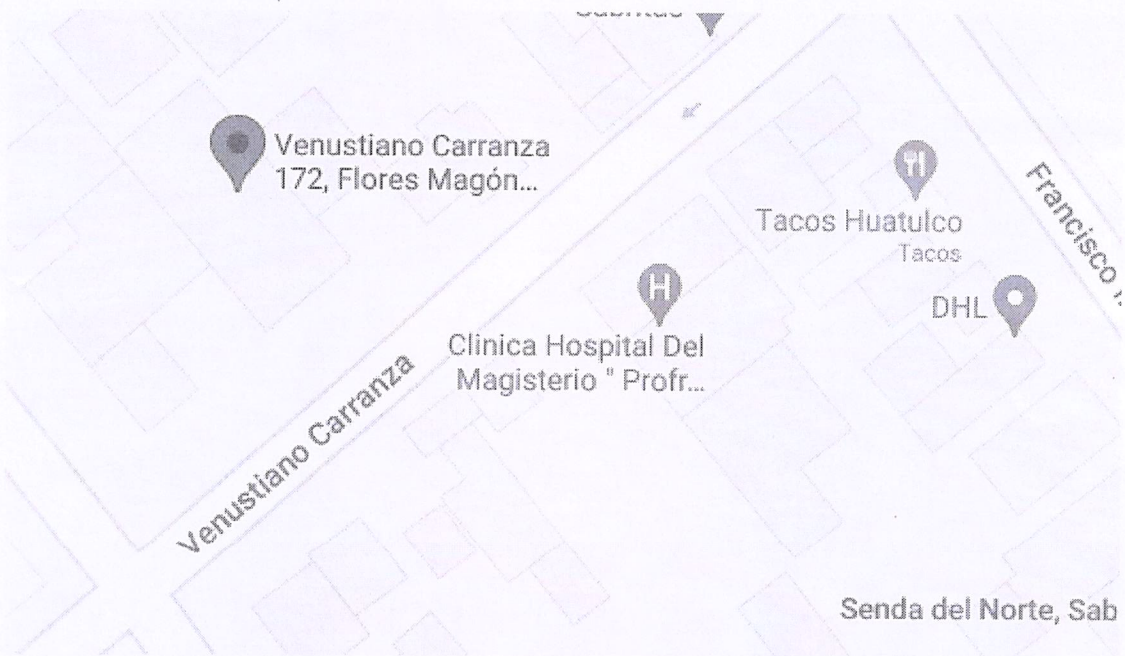 Venustiano Carranza
172, Flores Magón...
Tacos Huatulco
Tacos
Francisco
DHL
Clinica Hospital Del
Magisterio " Profr...
Venustiano Carranza
Senda del Norte, Sab